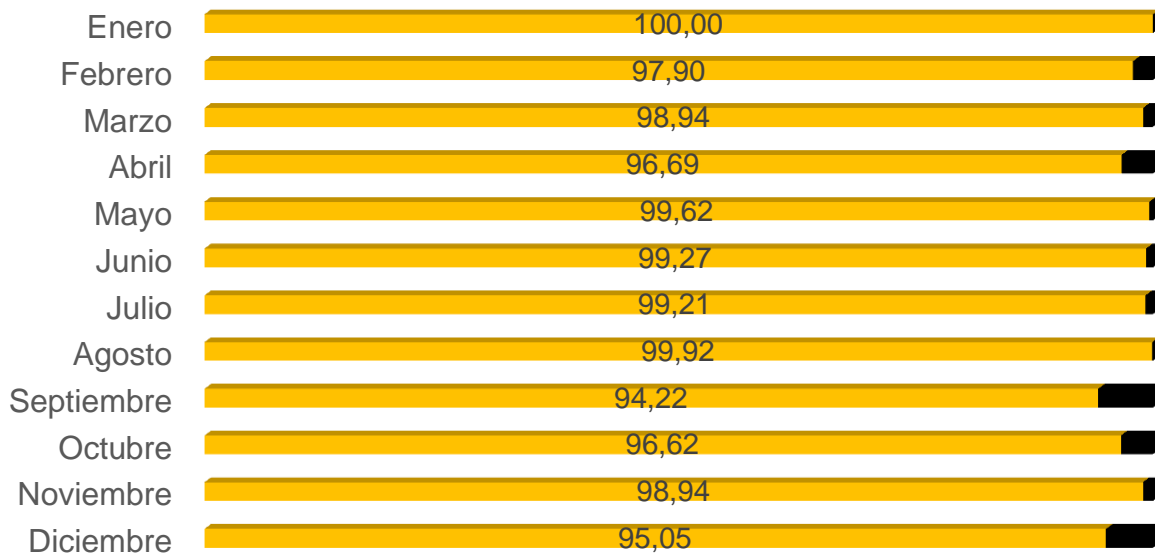 Enero 100,00
Febrero 97,90
Marzo 98,94
Abril 96,69
Mayo 99,62
Junio 99,27
Julio 99,21
Agosto 99,92
Septiembre 94,22
Octubre 96,62
Noviembre 98,94
Diciembre 95,05